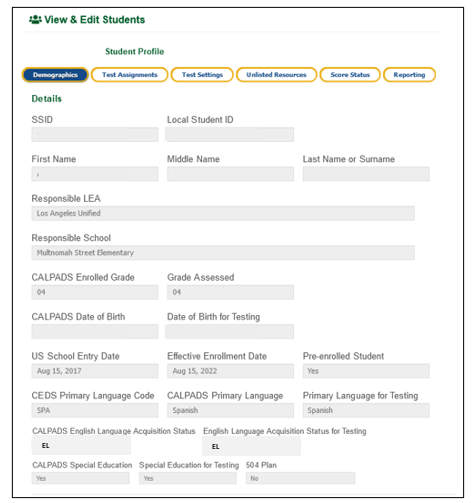 View & Edit Students
Student Profile
Demographics Test Assignments Test Settings Unlisted Resources Score Status Reporting
Details
SSID Local Student ID
First Name Middle Name Last Name or Surname
Responsible LEA
Los Angeles Unified
Responsible School
Multnomah Street Elementary
CALPADS Enrolled Grade Grade Assessed
04 04
CALPADS Date of Birth Date of Birth for Testing
US School Entry Date Effective Enrollment Date Pre-enrolled Student
Aug 15, 2017 Aug 15, 2022 Yes
CEDS Primary Language Code CALPADS Primary Language Primary Language for Testing
SPA Spanish Spanish
CALPADS English Language Acquisition Status English Language Acquisition Status for Testing
EL EL
CALPADS Special Education Special Education for Testing 504 Plan
Yes Yes No